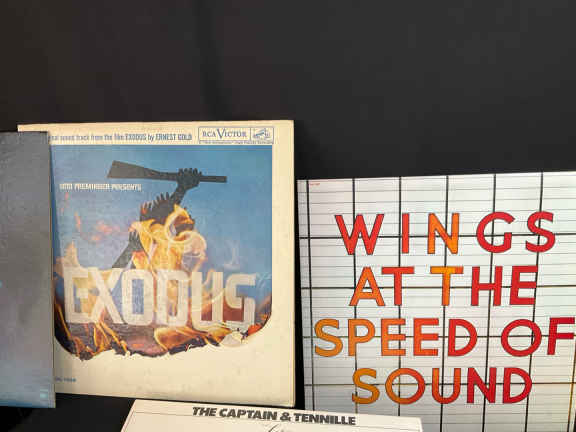 sound track from the film EXODUS by ERNEST GOLD
RCA VICTOR
OTTO PREMINGER PRESENTS
EXODUS
WINGS
AT THE
SPEED OF
SOUND
THE CAPTAIN & TENNILLE